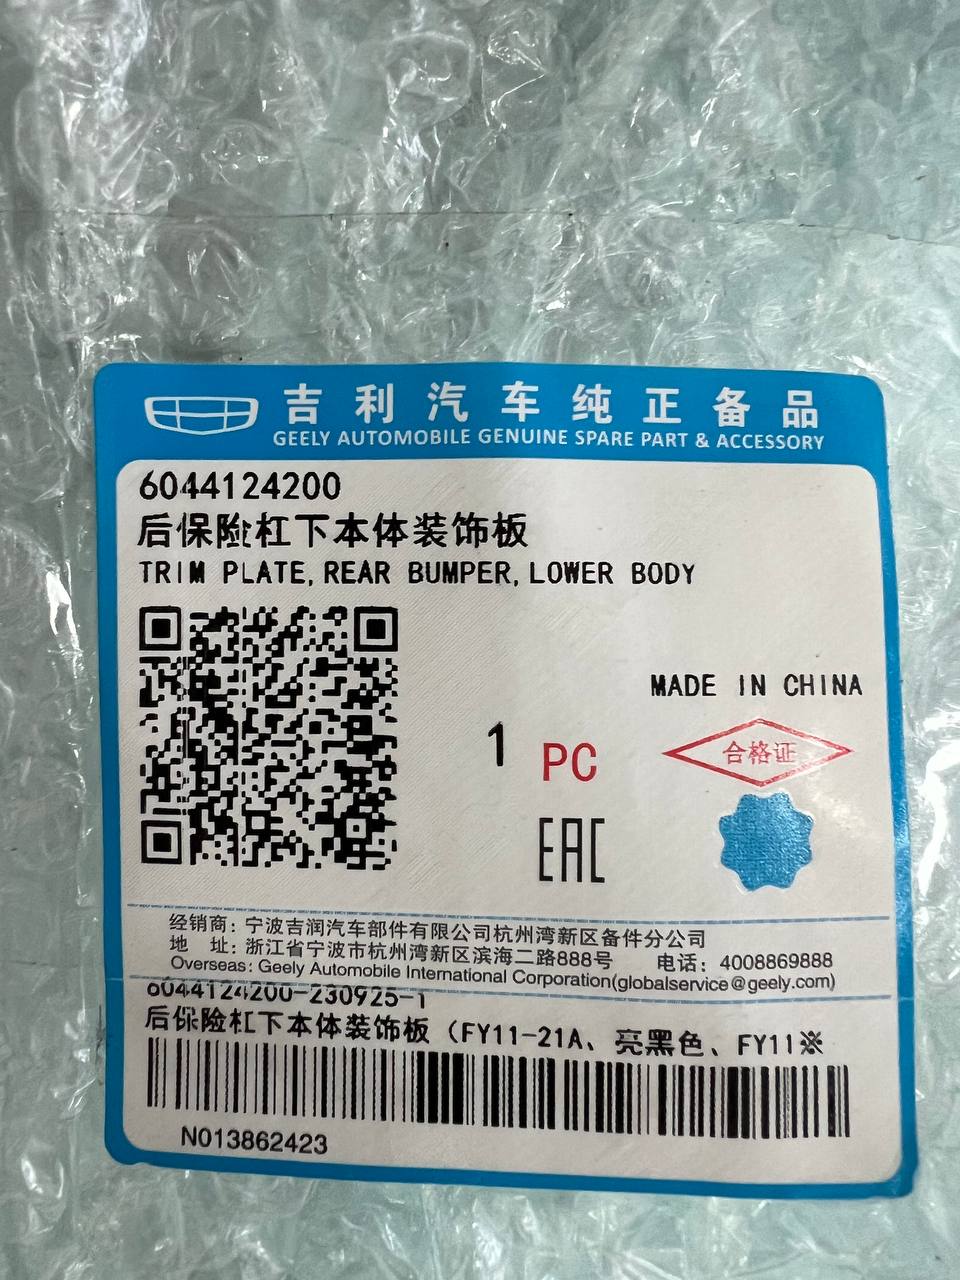 吉利汽车纯正备品
GEELY AUTOMOBILE GENUINE SPARE PART & ACCESSORY
6044124200
后保险杠下本体装饰板
TRIM PLATE,REAR BUMPER,LOWER BODY
MADE IN CHINA
1 PC
合格证
EAC
经销商：宁波吉润汽车部件有限公司杭州湾新区备件分公司
地　址：浙江省宁波市杭州湾新区滨海二路888号　电话：4008869888
Overseas: Geely Automobile International Corporation(globalservice@geely.com)
6044124200-230925-1
后保险杠下本体装饰板（FY11-21A、亮黑色、FY11※
N013862423